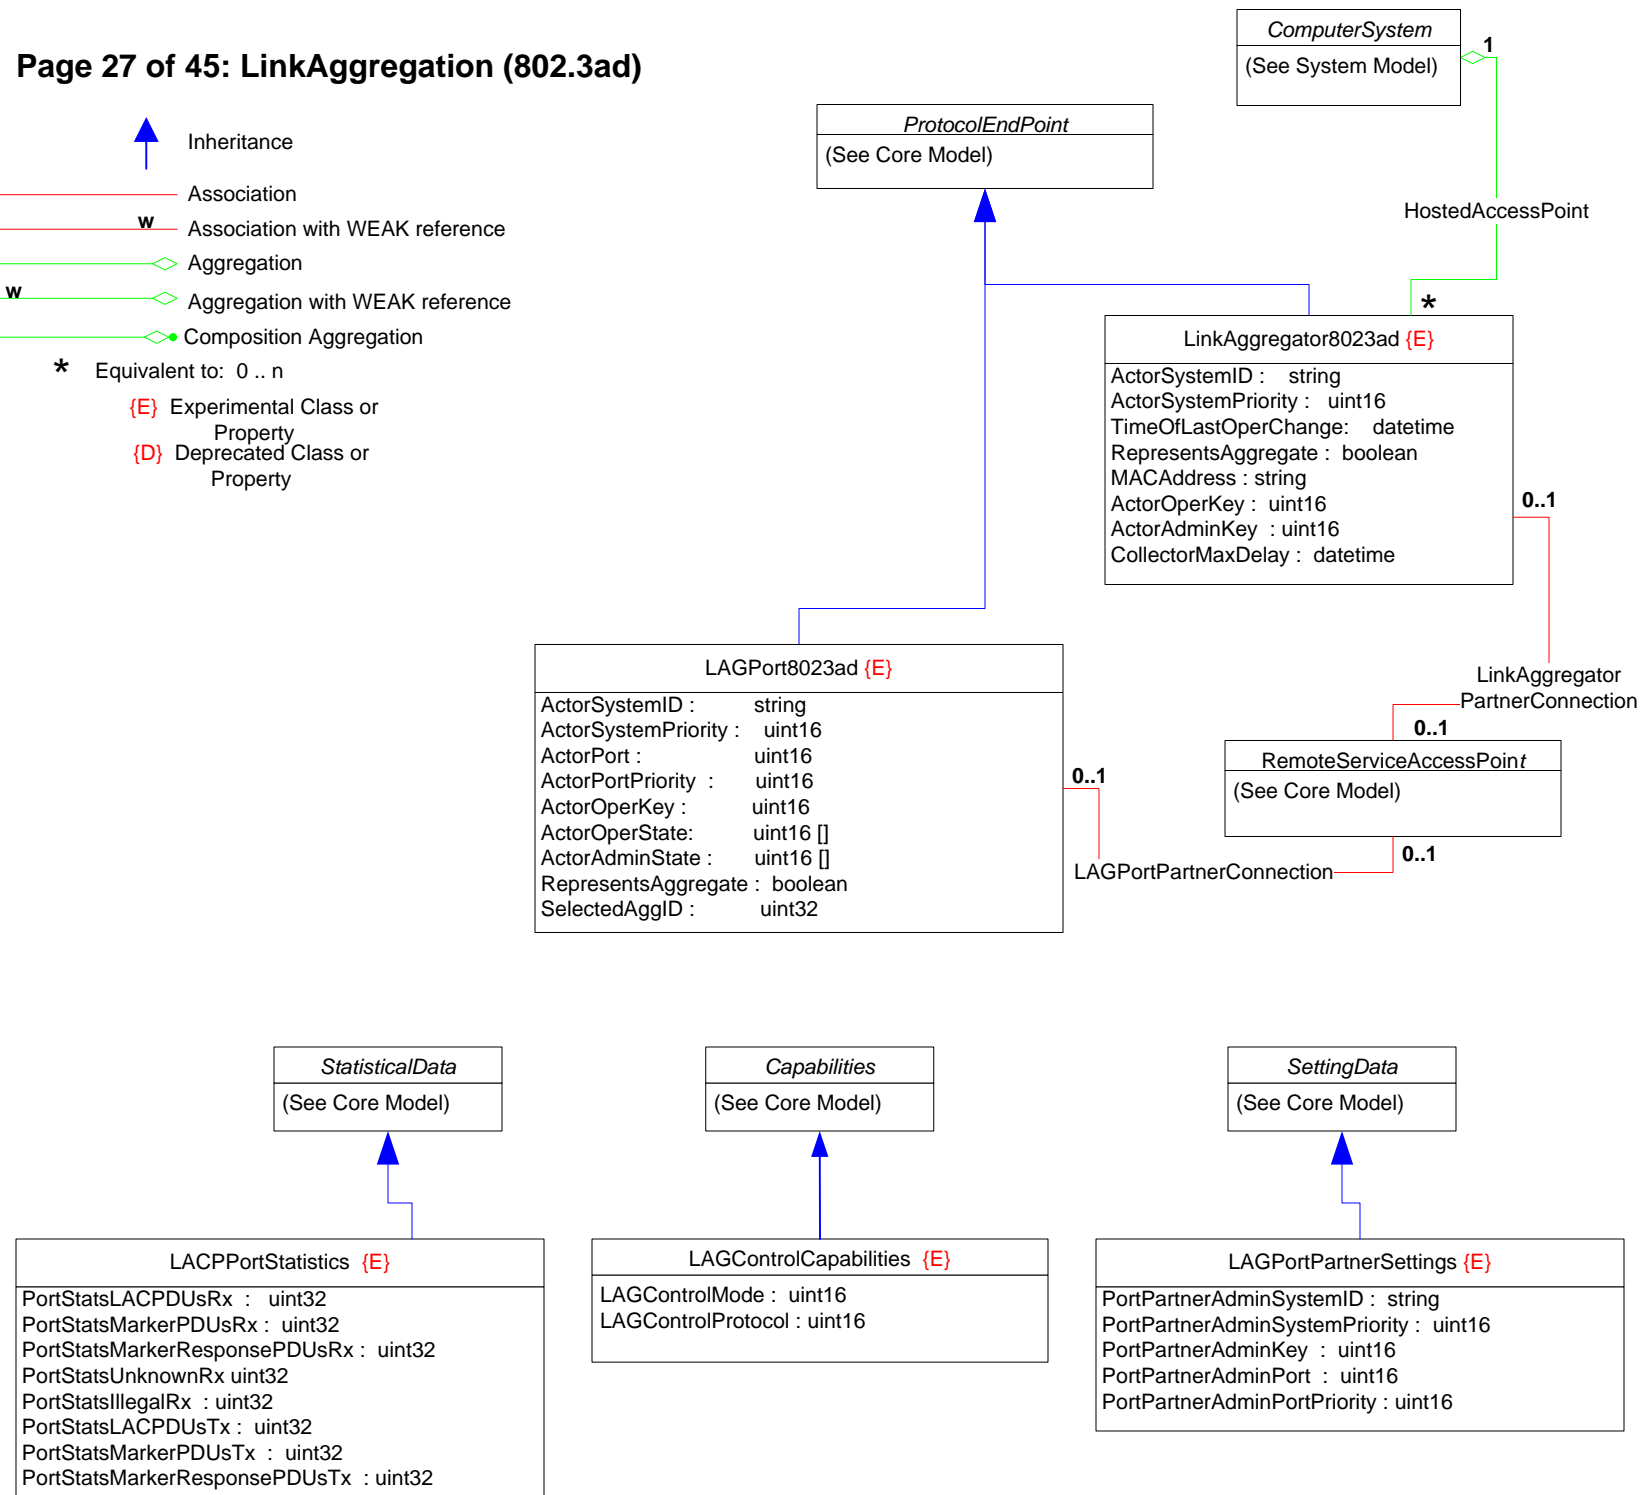 Page 27 of 45: LinkAggregation (802.3ad)
Inheritance
Association
w
Association with WEAK reference
Aggregation
w
Aggregation with WEAK reference
Composition Aggregation
* Equivalent to: 0 .. n
{E} Experimental Class or
Property
{D} Deprecated Class or
Property
ComputerSystem
(See System Model)
1
HostedAccessPoint
*
ProtocolEndPoint
(See Core Model)
LinkAggregator8023ad {E}
ActorSystemID : string
ActorSystemPriority : uint16
TimeOfLastOperChange: datetime
RepresentsAggregate : boolean
MACAddress : string
ActorOperKey : uint16
ActorAdminKey : uint16
CollectorMaxDelay : datetime
0..1
LinkAggregator
PartnerConnection
0..1
RemoteServiceAccessPoint
(See Core Model)
0..1
LAGPortPartnerConnection
0..1
LAGPort8023ad {E}
ActorSystemID : string
ActorSystemPriority : uint16
ActorPort : uint16
ActorPortPriority : uint16
ActorOperKey : uint16
ActorOperState: uint16 []
ActorAdminState : uint16 []
RepresentsAggregate : boolean
SelectedAggID : uint32
StatisticalData
(See Core Model)
Capabilities
(See Core Model)
SettingData
(See Core Model)
LACPPortStatistics {E}
PortStatsLACPDUsRx : uint32
PortStatsMarkerPDUsRx : uint32
PortStatsMarkerResponsePDUsRx : uint32
PortStatsUnknownRx uint32
PortStatsIllegalRx : uint32
PortStatsLACPDUsTx : uint32
PortStatsMarkerPDUsTx : uint32
PortStatsMarkerResponsePDUsTx : uint32
LAGControlCapabilities {E}
LAGControlMode : uint16
LAGControlProtocol : uint16
LAGPortPartnerSettings {E}
PortPartnerAdminSystemID : string
PortPartnerAdminSystemPriority : uint16
PortPartnerAdminKey : uint16
PortPartnerAdminPort : uint16
PortPartnerAdminPortPriority : uint16